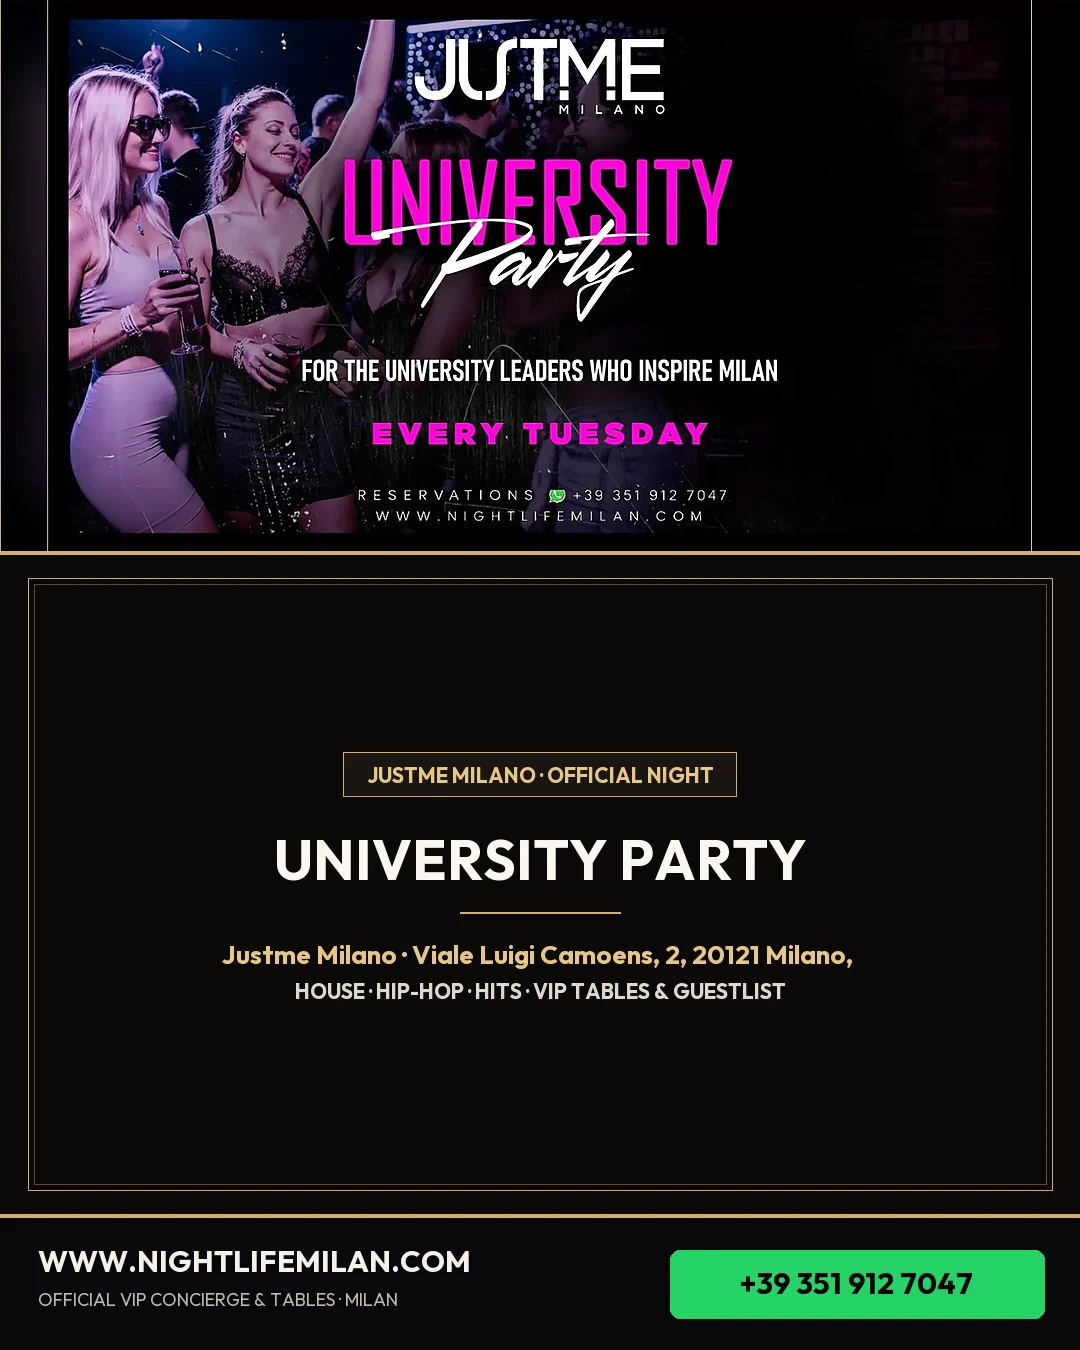 JUSTME
MILANO
UNIVERSITY
Party
FOR THE UNIVERSITY LEADERS WHO INSPIRE MILAN
EVERY TUESDAY
RESERVATIONS +39 351 912 7047
WWW.NIGHTLIFEMILAN.COM
JUSTME MILANO · OFFICIAL NIGHT
UNIVERSITY PARTY
Justme Milano · Viale Luigi Camoens, 2, 20121 Milano,
HOUSE · HIP-HOP · HITS · VIP TABLES & GUESTLIST
WWW.NIGHTLIFEMILAN.COM
OFFICIAL VIP CONCIERGE & TABLES · MILAN
+39 351 912 7047